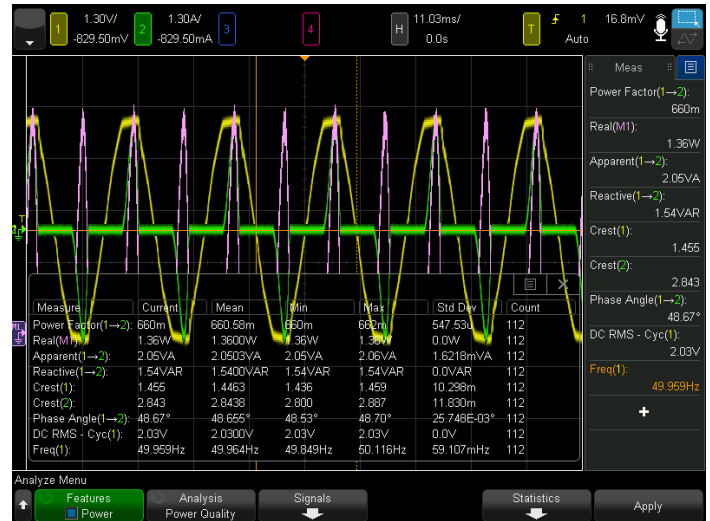 1 1.30V/ 2 1.30A/ 3 4 H 11.03ms/ T 1 16.8mV
-829.50mV -829.50mA 0.0s Auto
Meas
Power Factor(1→2):
660m
Real(M1):
1.36W
Apparent(1→2):
2.05VA
Reactive(1→2):
1.54VAR
Crest(1):
1.455
Crest(2):
2.843
Phase Angle(1→2):
48.67°
DC RMS - Cyc(1):
2.03V
Freq(1):
49.959Hz
+
T
M1
Measure Current Mean Min Max Std Dev Count
Power Factor(1→2): 660m 660.58m 660m 662m 547.53u 112
Real(M1): 1.36W 1.3600W 1.36W 1.36W 0.0W 112
Apparent(1→2): 2.05VA 2.0503VA 2.05VA 2.06VA 1.6218mVA 112
Reactive(1→2): 1.54VAR 1.5400VAR 1.54VAR 1.54VAR 0.0VAR 112
Crest(1): 1.455 1.4463 1.436 1.459 10.298m 112
Crest(2): 2.843 2.8438 2.800 2.887 11.830m 112
Phase Angle(1→2): 48.67° 48.655° 48.53° 48.70° 25.748E-03° 112
DC RMS - Cyc(1): 2.03V 2.0300V 2.03V 2.03V 0.0V 112
Freq(1): 49.959Hz 49.964Hz 49.849Hz 50.116Hz 59.107mHz 112
Analyze Menu
Features Analysis Signals Statistics Apply
Power Power Quality